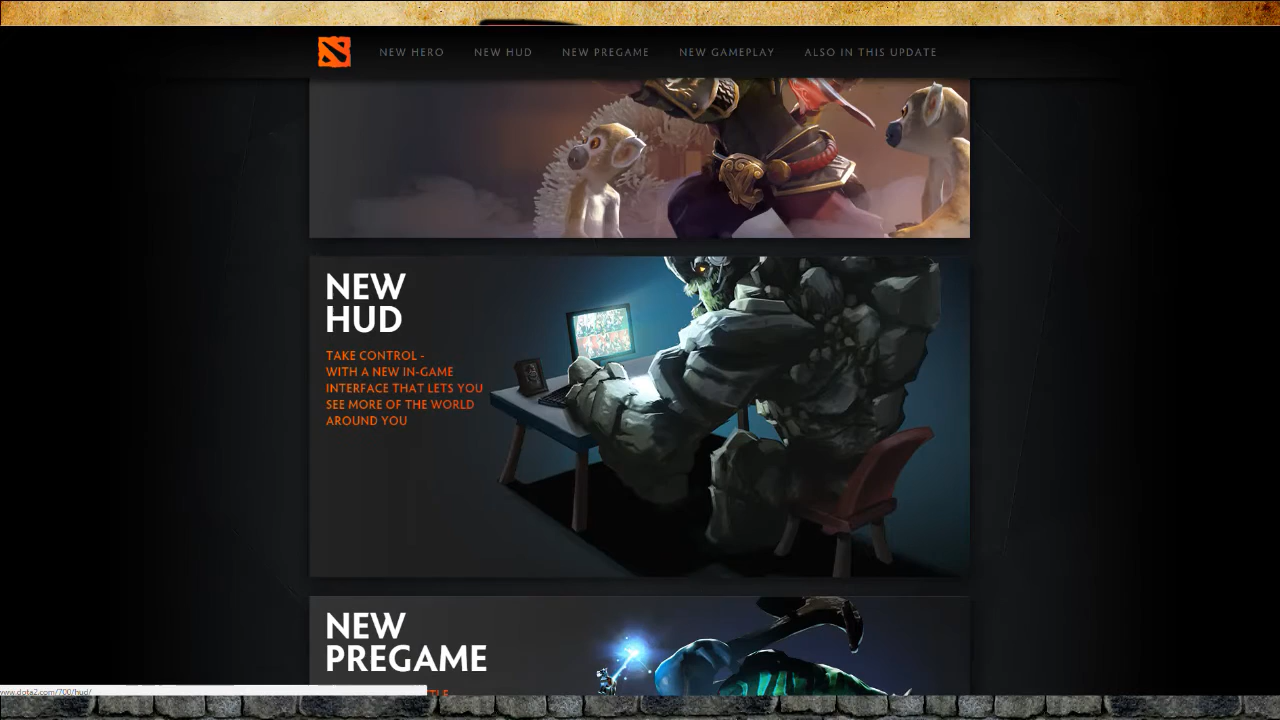 NEW HERO NEW HUD NEW PREGAME NEW GAMEPLAY ALSO IN THIS UPDATE
NEW
HUD
TAKE CONTROL -
WITH A NEW IN-GAME
INTERFACE THAT LETS YOU
SEE MORE OF THE WORLD
AROUND YOU
NEW
PREGAME
www.dota2.com/700/hud/